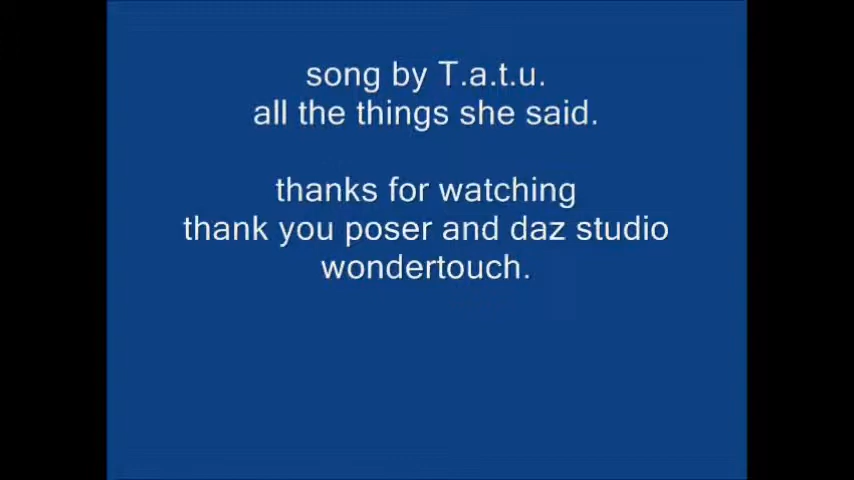 song by T.a.t.u.
all the things she said.
thanks for watching
thank you poser and daz studio
wondertouch.